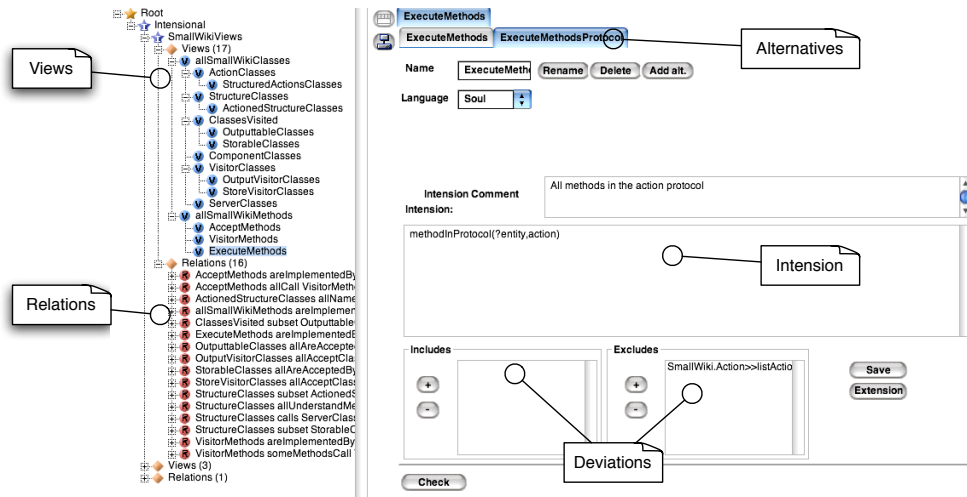 Root
Intensional
SmallWikiViews
Views (17)
allSmallWikiClasses
ActionClasses
StructuredActionsClasses
StructureClasses
ActionedStructureClasses
ClassesVisited
OutputtableClasses
StorableClasses
ComponentClasses
VisitorClasses
OutputVisitorClasses
StoreVisitorClasses
ServerClasses
allSmallWikiMethods
AcceptMethods
VisitorMethods
ExecuteMethods
Relations (16)
AcceptMethods areImplementedBy
AcceptMethods allCall VisitorMeth
ActionedStructureClasses allName
allSmallWikiMethods areImplemen
ClassesVisited subset Outputtable
ExecuteMethods areImplementedB
OutputtableClasses allAreAccepte
OutputVisitorClasses allAcceptCla
StorableClasses allAreAcceptedBy
StoreVisitorClasses allAcceptClass
StructureClasses subset ActionedS
StructureClasses allUnderstandMe
StructureClasses calls ServerClass
StructureClasses subset StorableC
VisitorMethods areImplementedBy
VisitorMethods someMethodsCall
Views (3)
Relations (1)
Views
Relations
ExecuteMethods
ExecuteMethods ExecuteMethodsProtocol
Alternatives
Name ExecuteMeth Rename Delete Add alt.
Language Soul
Intension Comment All methods in the action protocol
Intension:
methodInProtocol(?entity,action)
Intension
Includes Excludes
SmallWiki.Action>>listActio
+ +
- -
Save
Extension
Deviations
Check